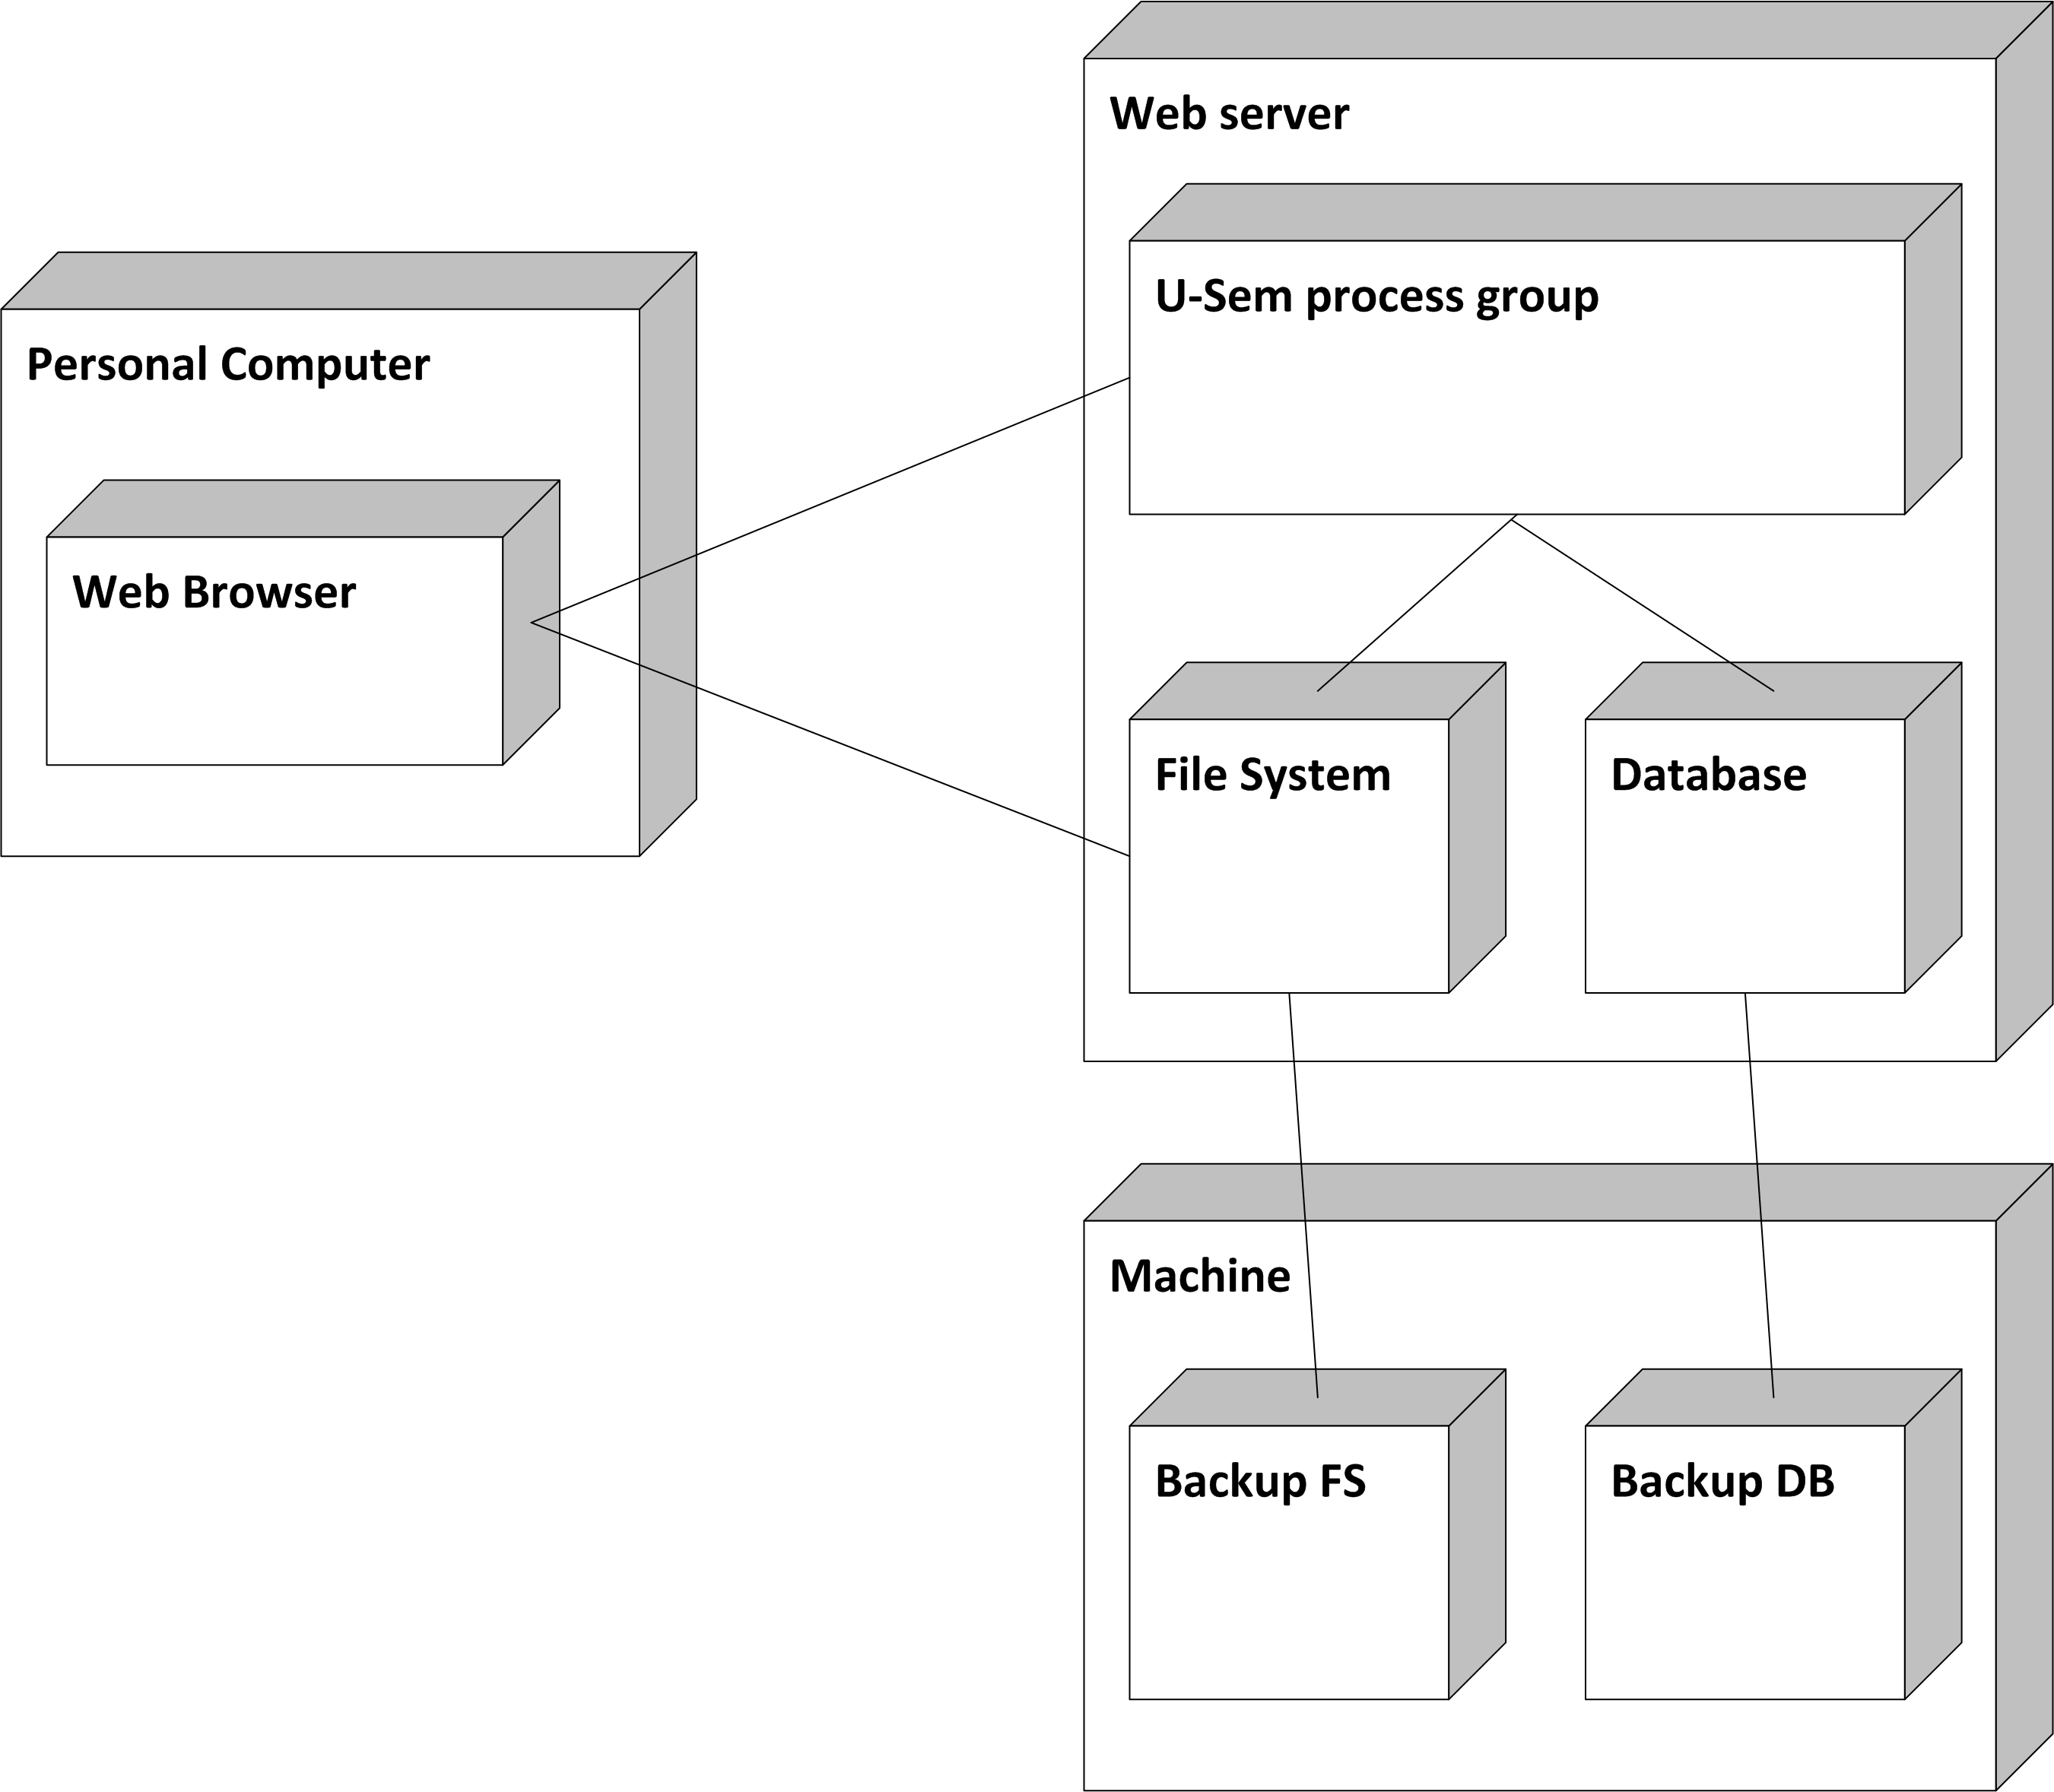 Web server
U-Sem process group
Personal Computer
Web Browser
File System
Database
Machine
Backup FS
Backup DB